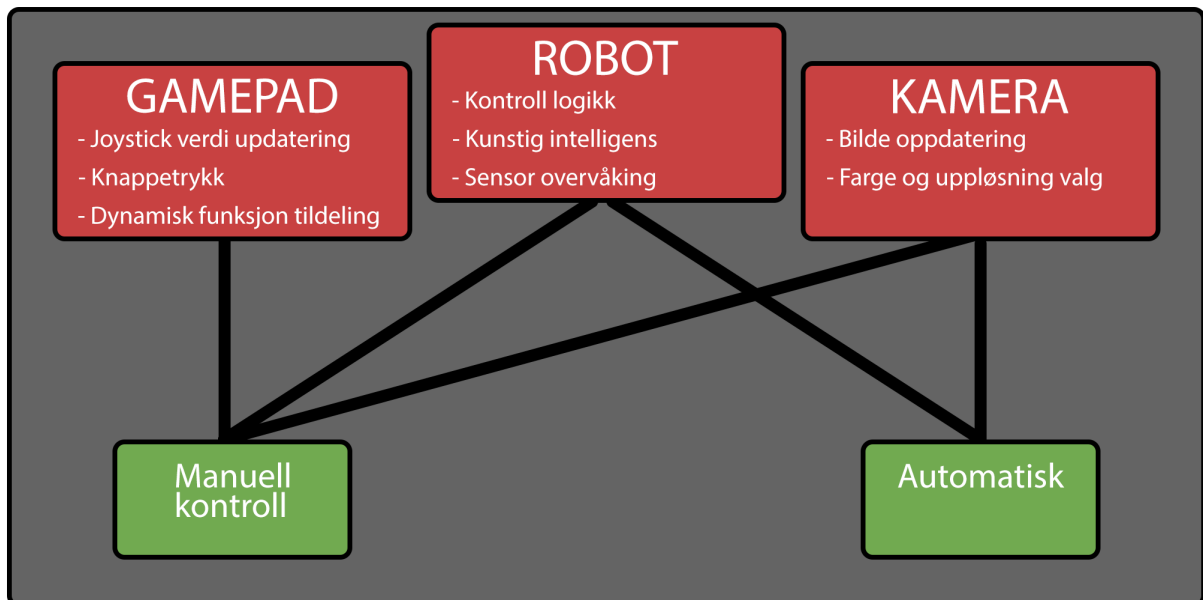 GAMEPAD
- Joystick verdi updatering
- Knappetrykk
- Dynamisk funksjon tildeling
ROBOT
- Kontroll logikk
- Kunstig intelligens
- Sensor overvåking
KAMERA
- Bilde oppdatering
- Farge og uppløsning valg
Manuell
kontroll
Automatisk